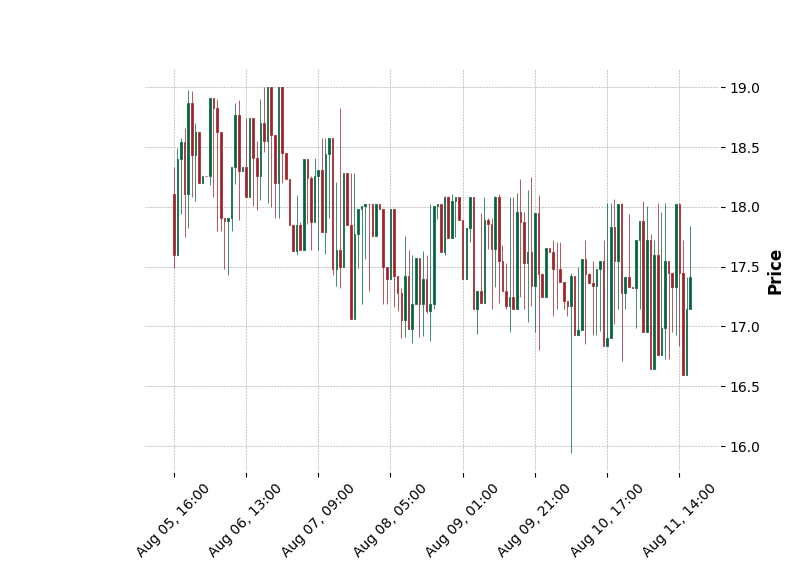 19.0
18.5
18.0
17.5
17.0
16.5
16.0
Price
Aug 05, 16:00
Aug 06, 13:00
Aug 07, 09:00
Aug 08, 05:00
Aug 09, 01:00
Aug 09, 21:00
Aug 10, 17:00
Aug 11, 14:00